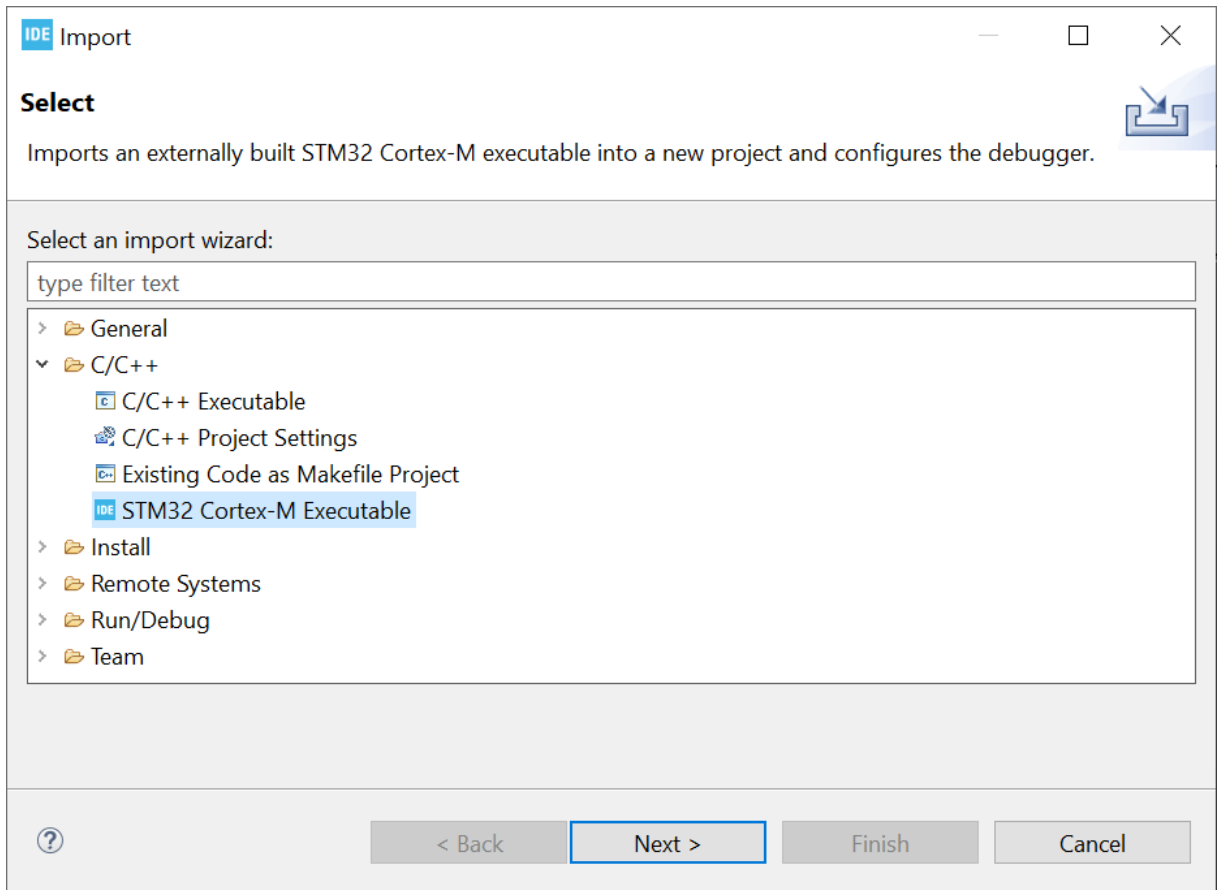 IDE Import
Select
Imports an externally built STM32 Cortex-M executable into a new project and configures the debugger.
Select an import wizard:
type filter text
General
C/C++
C C/C++ Executable
C/C++ Project Settings
C++ Existing Code as Makefile Project
IDE STM32 Cortex-M Executable
Install
Remote Systems
Run/Debug
Team
? < Back Next > Finish Cancel